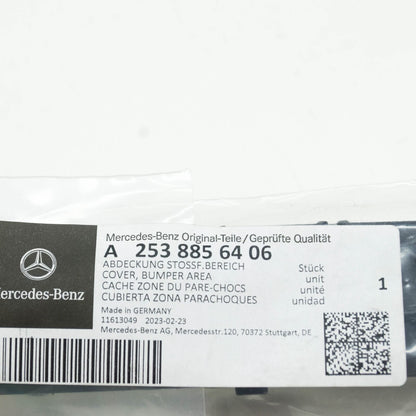 Mercedes-Benz Original-Teile/Geprüfte Qualität
A 253 885 64 06
ABDECKUNG STOSSF.BEREICH
COVER, BUMPER AREA
CACHE ZONE DU PARE-CHOCS
CUBIERTA ZONA PARACHOQUES
Stück
unit
unité
unidad
1
Made in GERMANY
11613049 2023-02-23
Mercedes-Benz AG, Mercedesstr.120, 70372 Stuttgart, DE
Mercedes-Benz